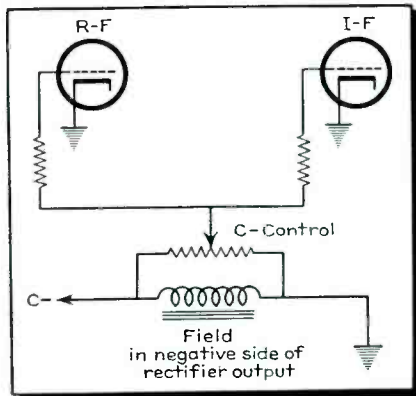 R-F
I-F
C-Control
C-
Field
in negative side of
rectifier output